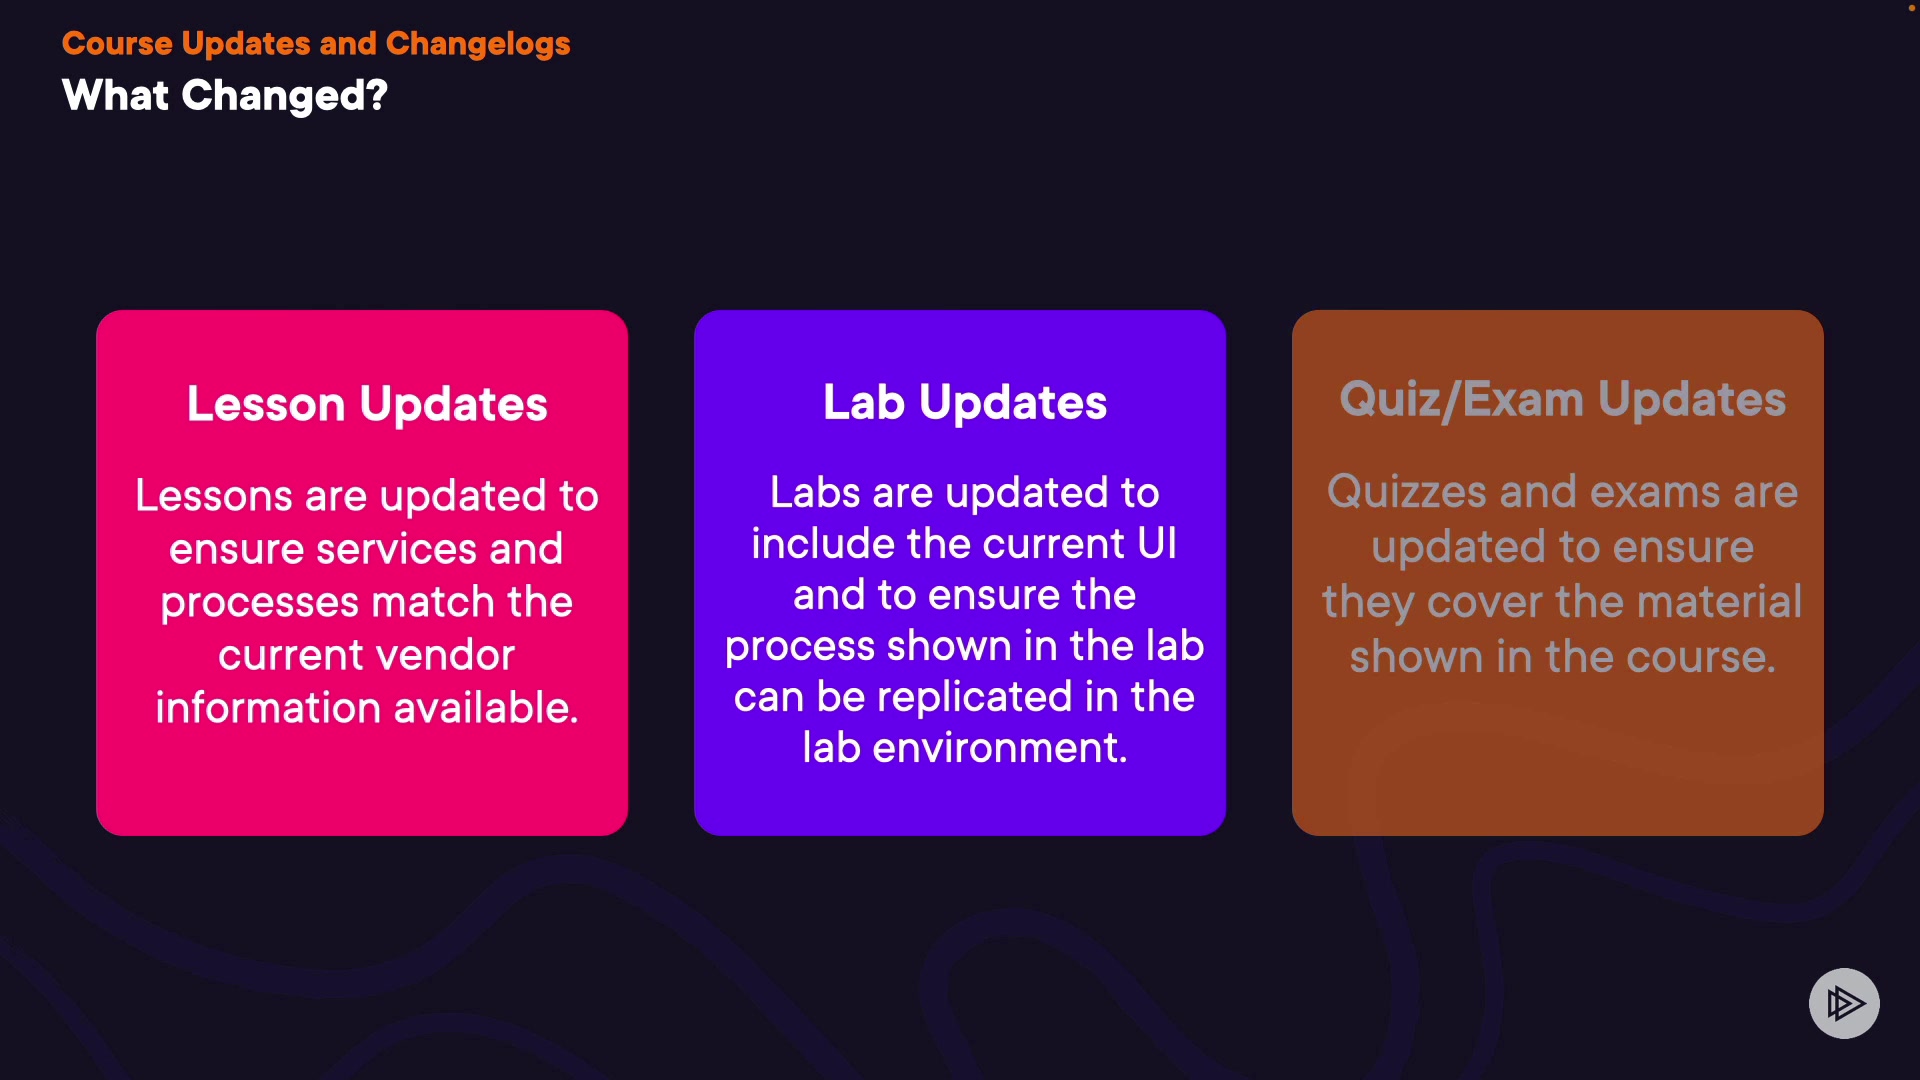 Course Updates and Changelogs
What Changed?
Lesson Updates
Lessons are updated to
ensure services and
processes match the
current vendor
information available.
Lab Updates
Labs are updated to
include the current UI
and to ensure the
process shown in the lab
can be replicated in the
lab environment.
Quiz/Exam Updates
Quizzes and exams are
updated to ensure
they cover the material
shown in the course.